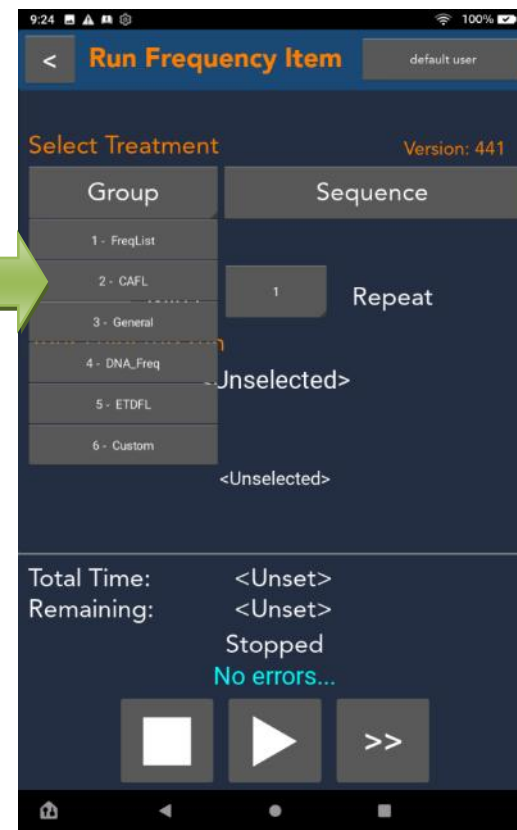 9:24 100%
< Run Frequency Item default user
Select Treatment Version: 441
Group Sequence
1 - FreqList
2 - CAFL
1 Repeat
3 - General
4 - DNA_Freq
<Unselected>
5 - ETDFL
6 - Custom
<Unselected>
Total Time: <Unset>
Remaining: <Unset>
Stopped
No errors...
>>